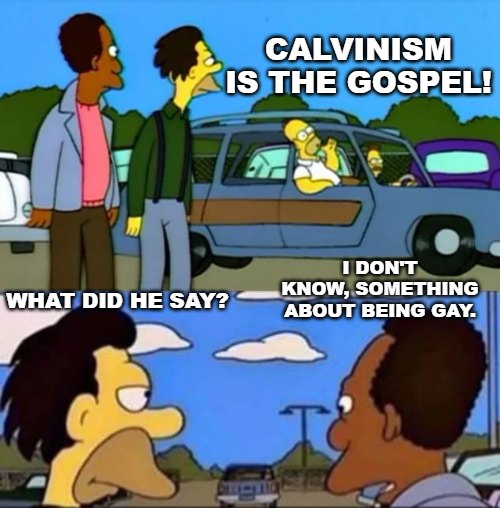 CALVINISM
IS THE GOSPEL!
WHAT DID HE SAY?
I DON'T
KNOW, SOMETHING
ABOUT BEING GAY.